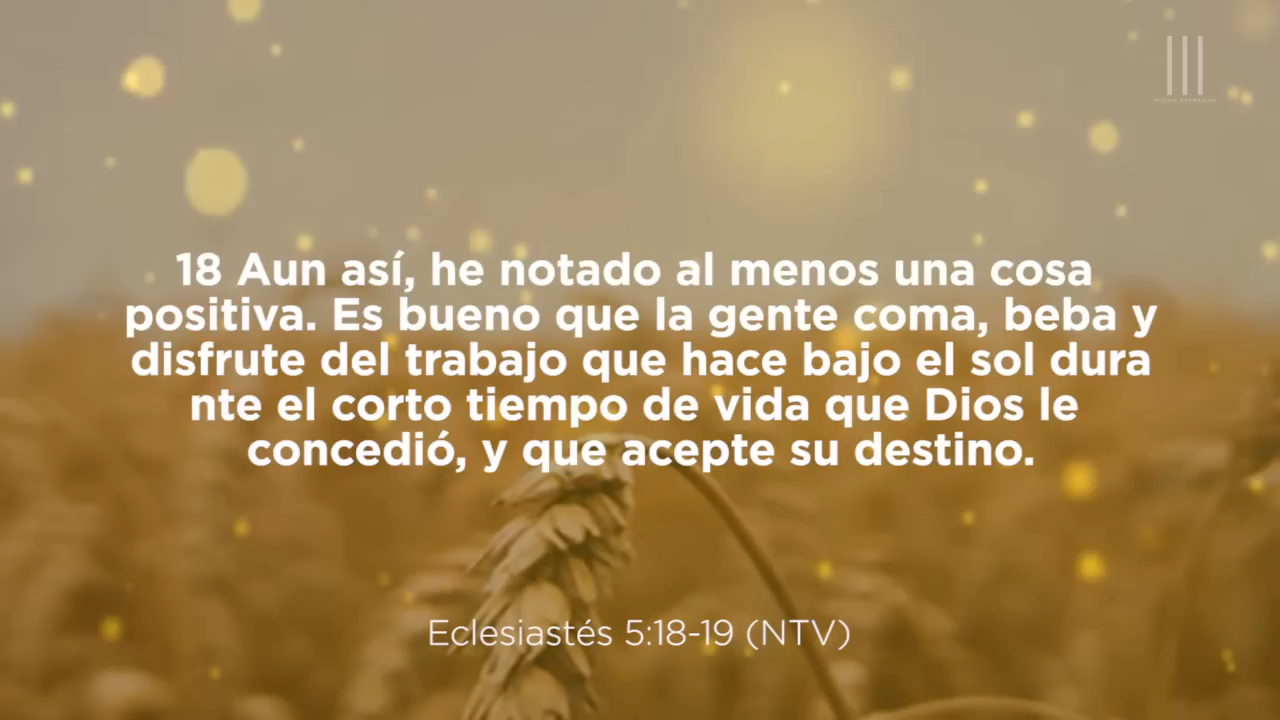 18 Aun así, he notado al menos una cosa
positiva. Es bueno que la gente coma, beba y
disfrute del trabajo que hace bajo el sol dura
nte el corto tiempo de vida que Dios le
concedió, y que acepte su destino.
Eclesiastés 5:18-19 (NTV)